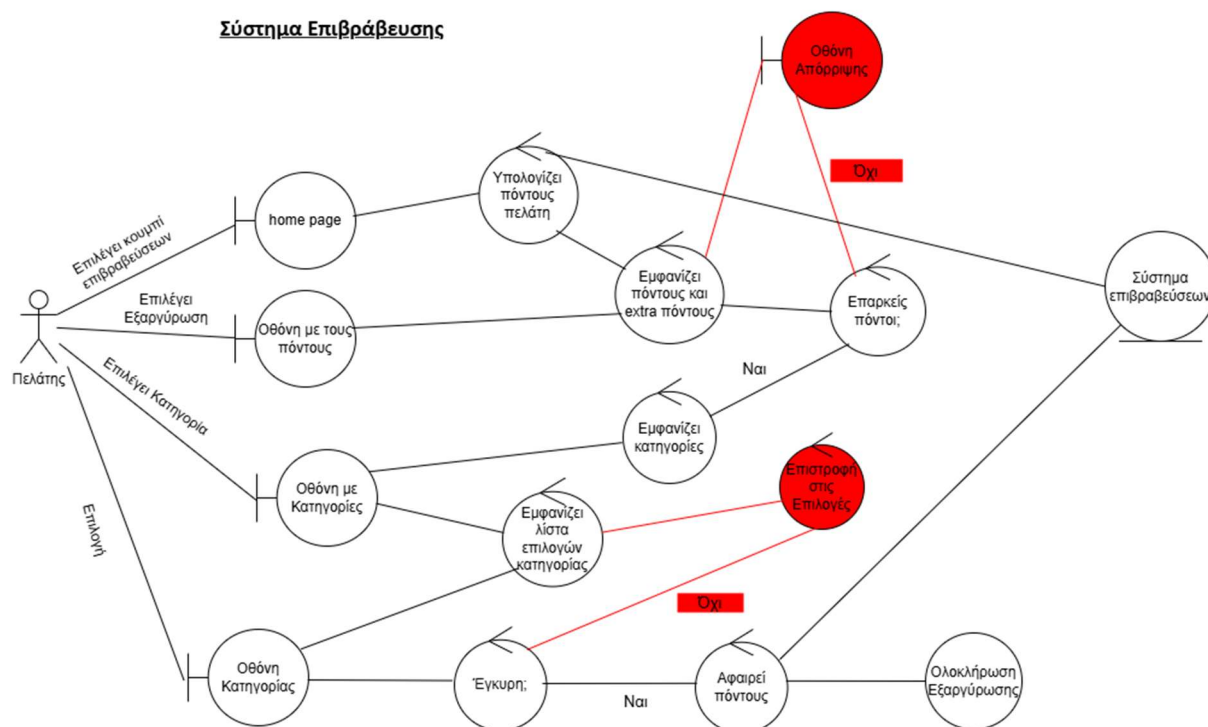 Σύστημα Επιβράβευσης
Οθόνη
Απόρριψης
Όχι
Υπολογίζει
πόντους
πελάτη
home page
Επιλέγει κουμπί
επιβραβεύσεων
Εμφανίζει
πόντους και
extra πόντους
Επαρκείς
πόντοι;
Σύστημα
επιβραβεύσεων
Επιλέγει
Εξαργύρωση
Οθόνη με τους
πόντους
Πελάτης
Ναι
Επιλέγει Κατηγορία
Εμφανίζει
κατηγορίες
Οθόνη με
Κατηγορίες
Επιστροφή
στις
Επιλογές
Εμφανίζει
λίστα
επιλογών
κατηγορίας
Επιλογή
Όχι
Οθόνη
Κατηγορίας
Έγκυρη;
Ναι
Αφαιρεί
πόντους
Ολοκλήρωση
Εξαργύρωσης